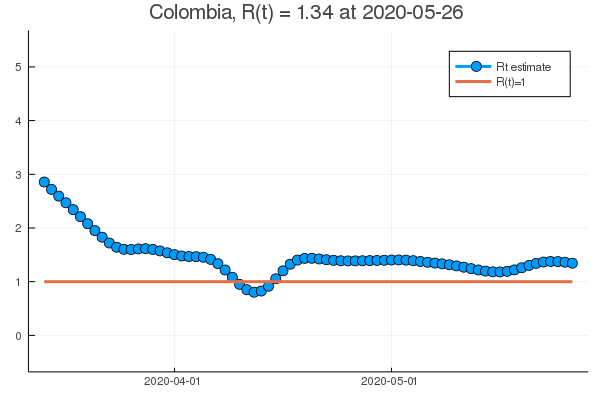 Colombia, R(t) = 1.34 at 2020-05-26
5
4
3
2
1
0
Rt estimate
R(t)=1
2020-04-01
2020-05-01